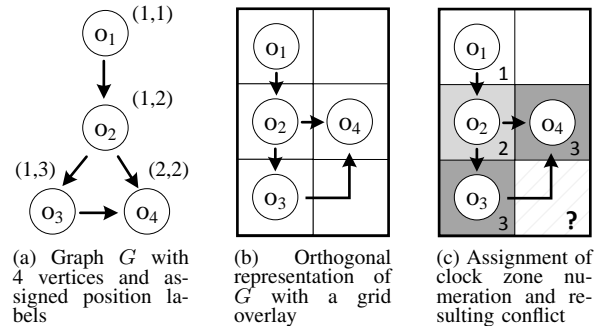 (1,1)
o1
(1,2)
o2
(1,3)
(2,2)
o3
o4
o1
o2
o4
o3
o1
1
o2
o4
2
3
o3
3
?
(a) Graph G with
4 vertices and as-
signed position la-
bels
(b) Orthogonal
representation of
G with a grid
overlay
(c) Assignment of
clock zone nu-
meration and re-
sulting conflict